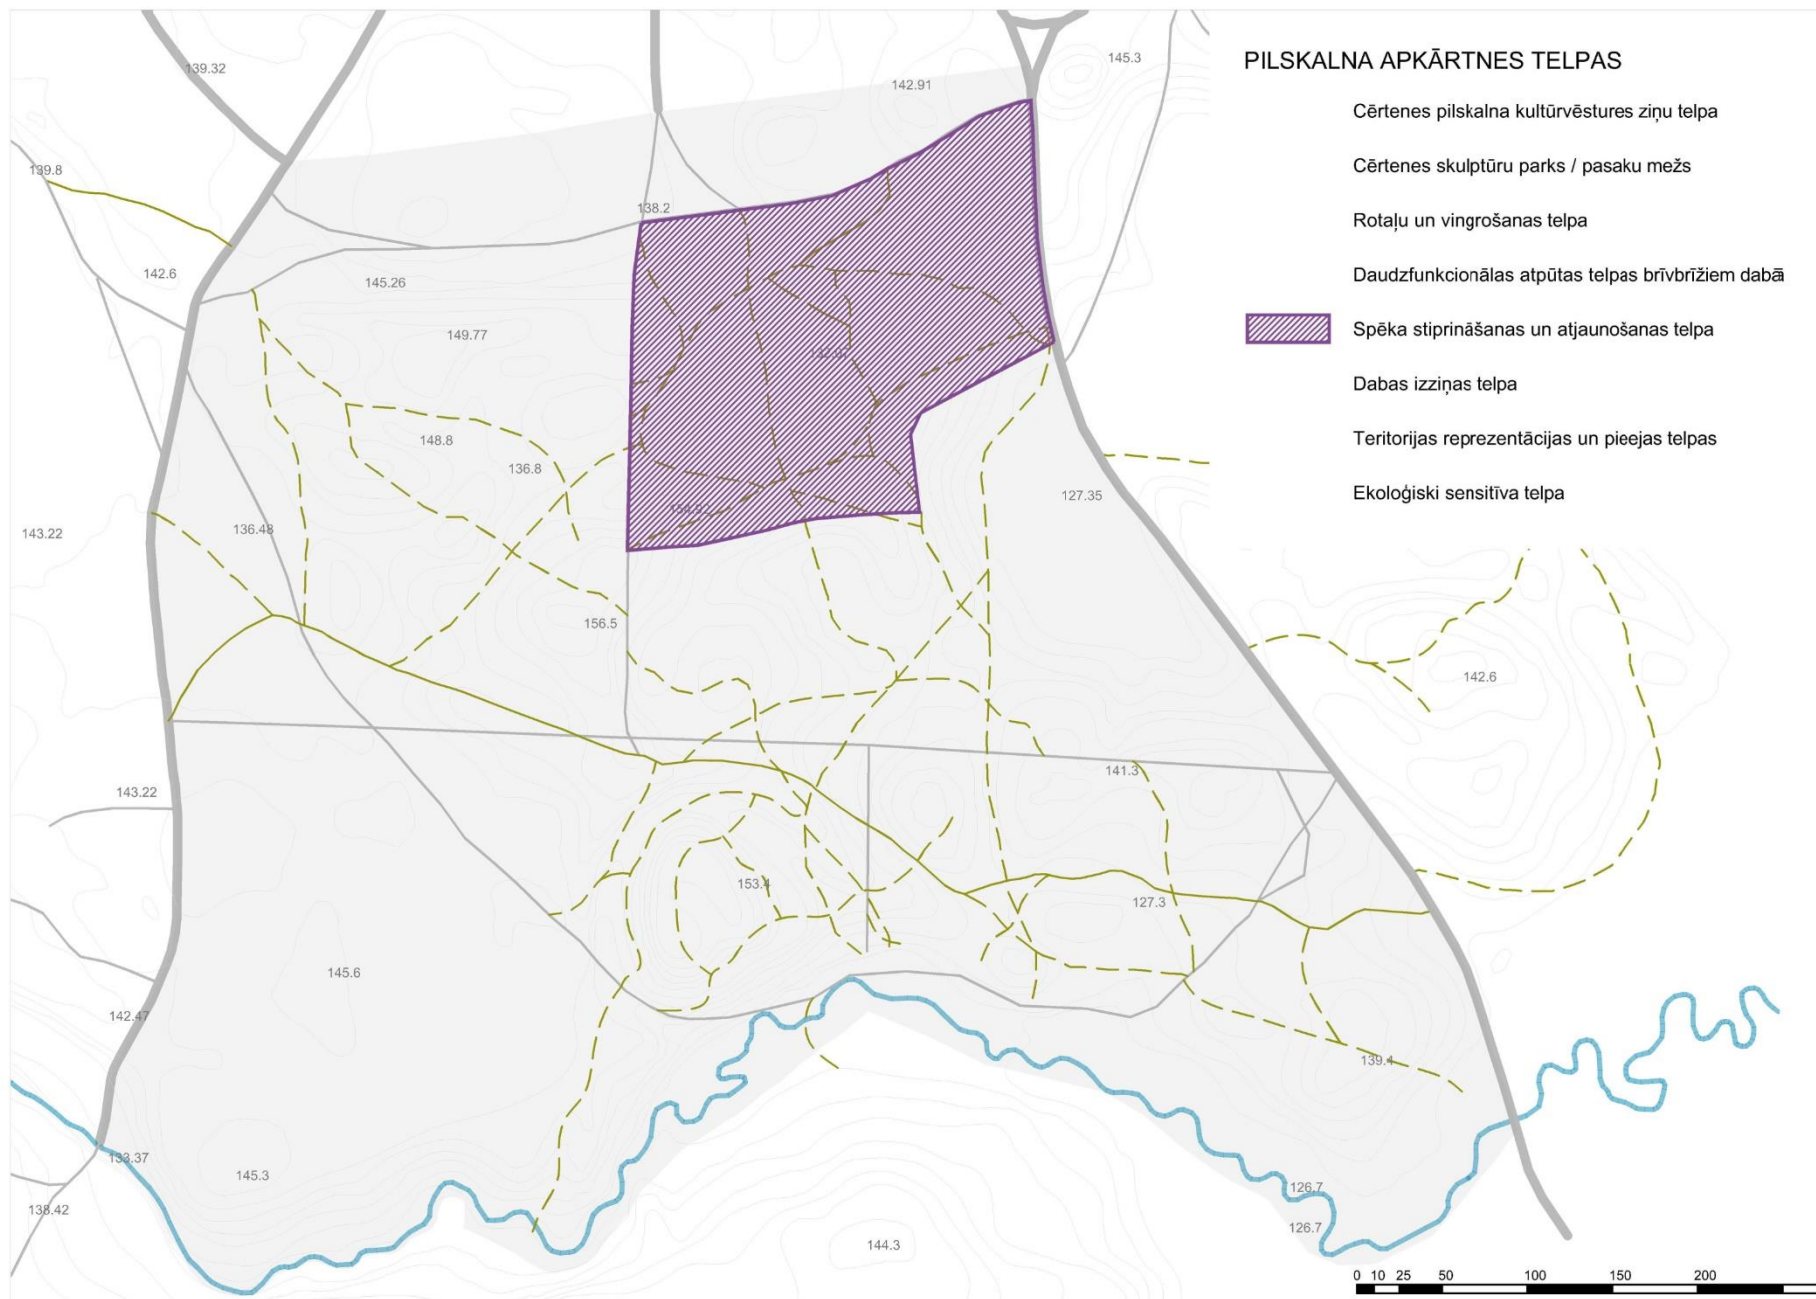 PILSKALNA APKĀRTNES TELPAS
Cērtenes pilskalna kultūrvēstures ziņu telpa
Cērtenes skulptūru parks / pasaku mežs
Rotaļu un vingrošanas telpa
Daudzfunkcionālas atpūtas telpas brīvbrīžiem dabā
Spēka stiprināšanas un atjaunošanas telpa
Dabas izziņas telpa
Teritorijas reprezentācijas un pieejas telpas
Ekoloģiski sensitīva telpa
139.32
142.91
145.3
139.8
138.2
142.6
145.26
149.77
148.8
136.8
127.35
136.48
143.22
156.5
142.6
141.3
143.22
153.4
127.3
145.6
142.47
139.4
133.37
145.3
126.7
138.42
126.7
144.3
0 10 25 50 100 150 200